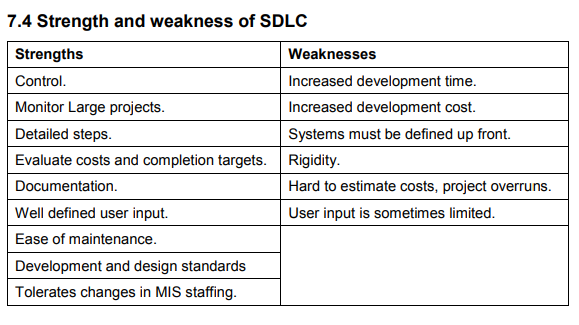 7.4 Strength and weakness of SDLC
Strengths Weaknesses
Control. Increased development time.
Monitor Large projects. Increased development cost.
Detailed steps. Systems must be defined up front.
Evaluate costs and completion targets. Rigidity.
Documentation. Hard to estimate costs, project overruns.
Well defined user input. User input is sometimes limited.
Ease of maintenance.
Development and design standards
Tolerates changes in MIS staffing.